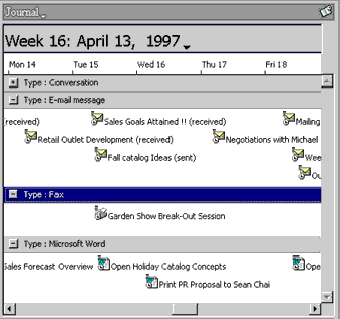 Journal
Week 16: April 13, 1997
Mon 14 Tue 15 Wed 16 Thu 17 Fri 18
Type : Conversation
Type : E-mail message
(received) Sales Goals Attained !! (received) Mailing
Retail Outlet Development (received) Negotiations with Michael
Fall catalog Ideas (sent) Wee
Ou
Type : Fax
Garden Show Break-Out Session
Type : Microsoft Word
Sales Forecast Overview Open Holiday Catalog Concepts Ope
Print PR Proposal to Sean Chai